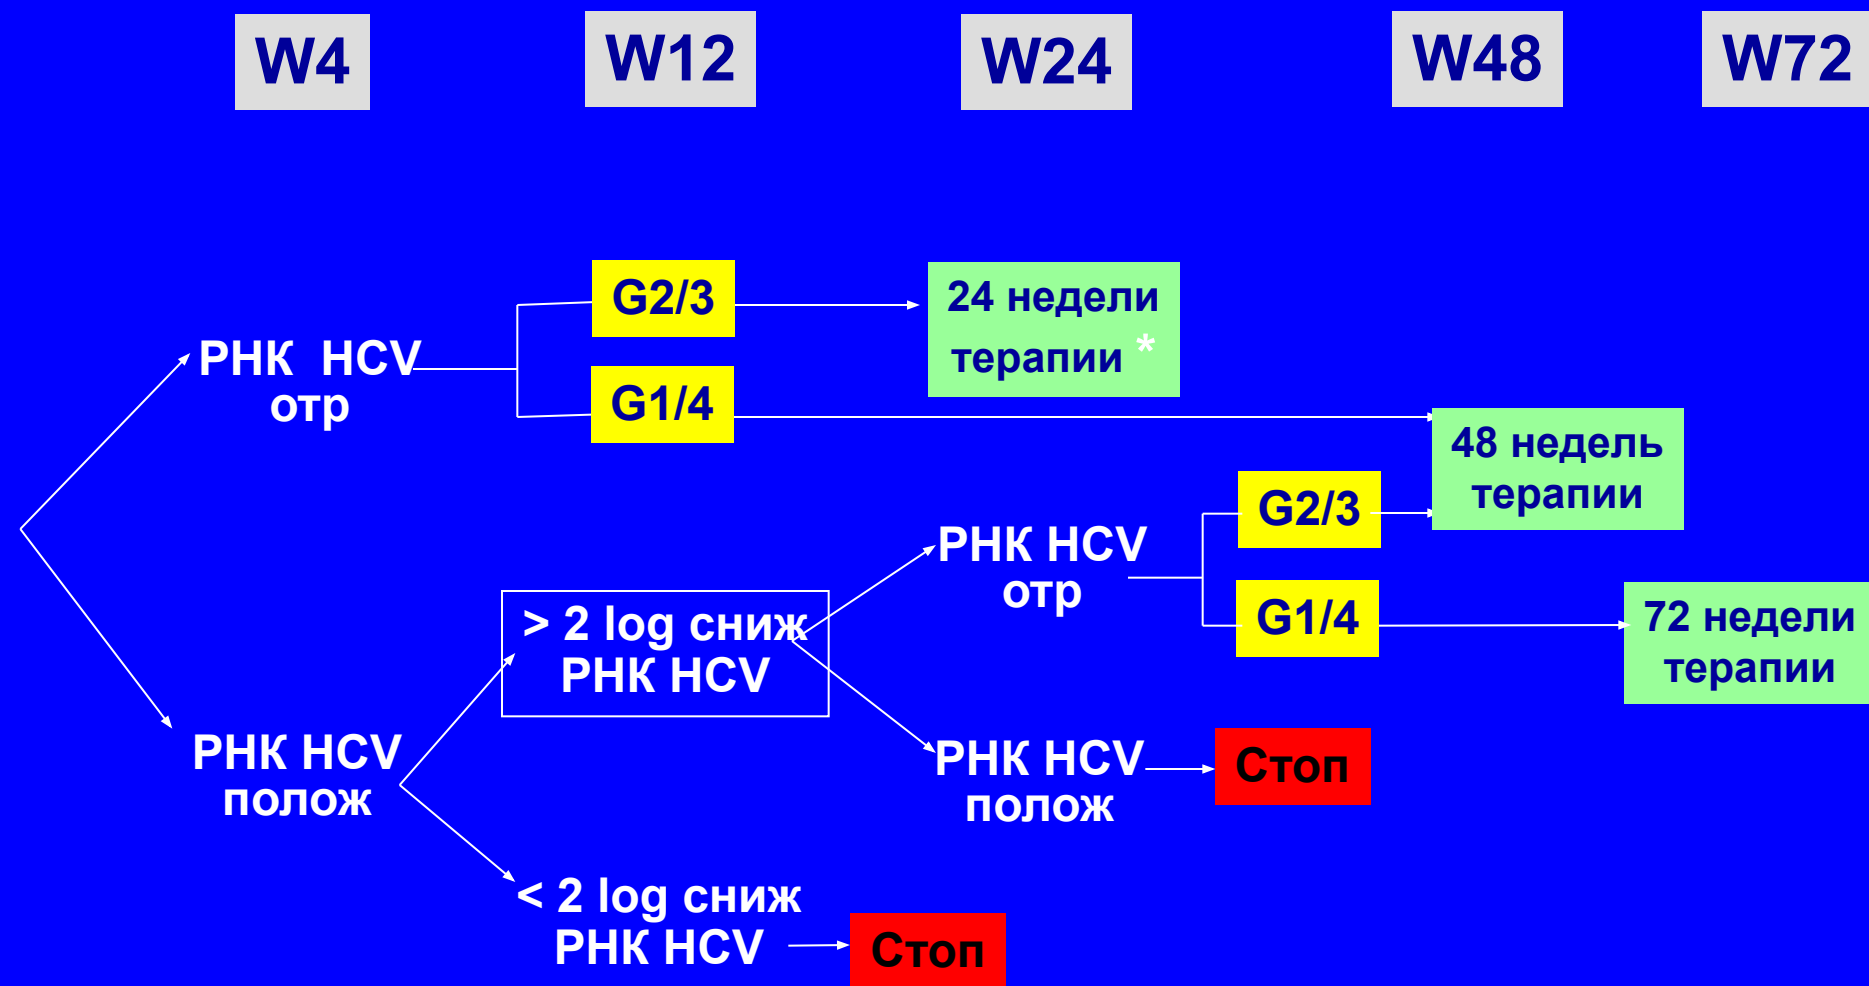 W4
W12
W24
W48
W72
G2/3
24 недели
терапии *
РНК HCV
отр
G1/4
48 недель
терапии
G2/3
РНК HCV
отр
G1/4
72 недели
терапии
> 2 log сниж
РНК HCV
РНК HCV
полож
РНК HCV
полож
Стоп
< 2 log сниж
РНК HCV
Стоп